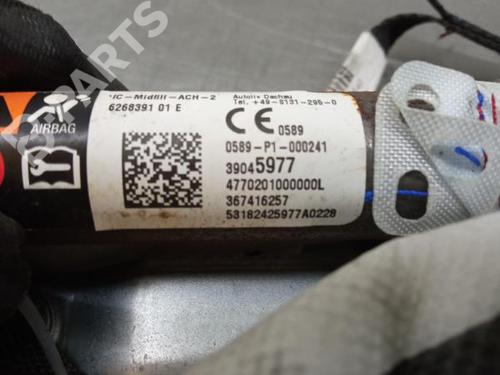 IC-Midfill-ACH-2
6268391 01 E
Autoliv Dachau
Tel. +49-8131-295-0
AIRBAG
CE 0589
0589-P1-000241
39045977
4770201000000L
367416257
53182425977A0228
PARTS